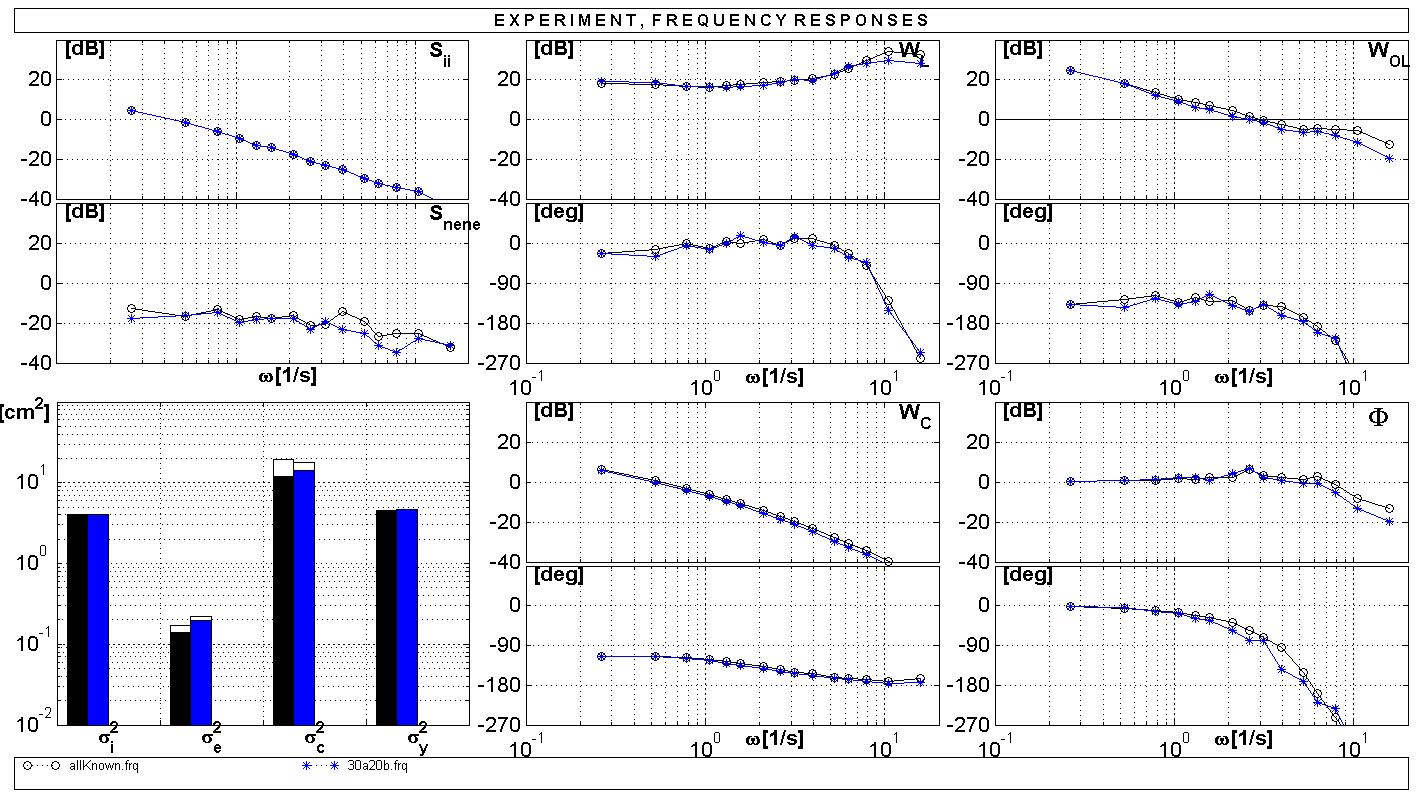 EXPERIMENT, FREQUENCY RESPONSES
[dB] S_ii
20
0
-20
-40
[dB] S_nene
20
0
-20
-40
ω[1/s]
[dB] W_L
20
0
-20
-40
[deg]
0
-90
-180
-270
10^-1 10^0 ω[1/s] 10^1
[dB] W_OL
20
0
-20
-40
[deg]
0
-90
-180
-270
10^-1 10^0 ω[1/s] 10^1
[cm^2]
10^1
10^0
10^-1
10^-2
σ_i^2 σ_e^2 σ_c^2 σ_y^2
[dB] W_C
20
0
-20
-40
[deg]
0
-90
-180
-270
10^-1 10^0 ω[1/s] 10^1
[dB] Φ
20
0
-20
-40
[deg]
0
-90
-180
-270
10^-1 10^0 ω[1/s] 10^1
allKnown.frq 30a20b.frq